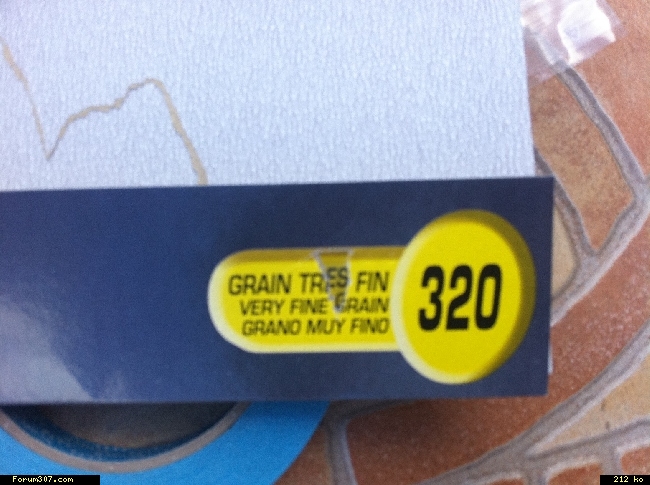 GRAIN TRES FIN
VERY FINE GRAIN
GRANO MUY FINO
320
Forum307.com
212 ko